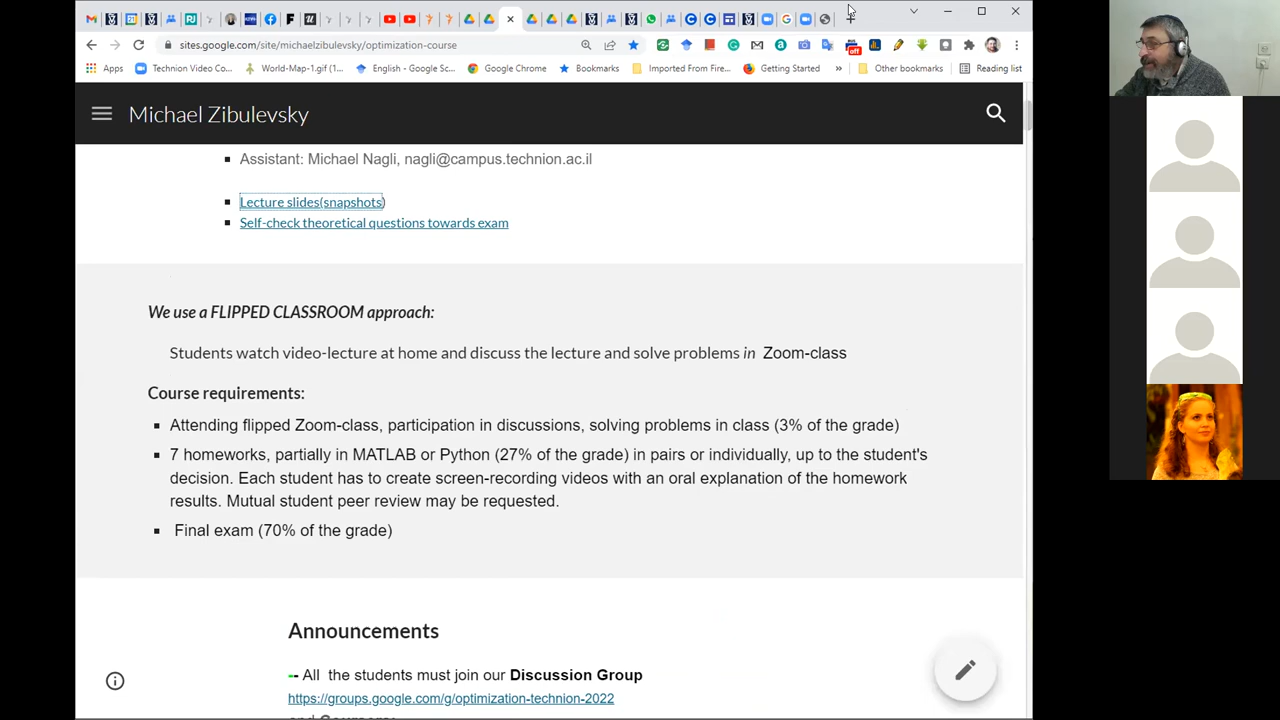 sites.google.com/site/michaelzibulevsky/optimization-course
Apps
Technion Video Co...
World-Map-1.gif (1...
English - Google Sc...
Google Chrome
Bookmarks
Imported From Fire...
Getting Started
»
Other bookmarks
Reading list
off
Michael Zibulevsky
Assistant: Michael Nagli, nagli@campus.technion.ac.il
Lecture slides(snapshots)
Self-check theoretical questions towards exam
We use a FLIPPED CLASSROOM approach:
Students watch video-lecture at home and discuss the lecture and solve problems in Zoom-class
Course requirements:
Attending flipped Zoom-class, participation in discussions, solving problems in class (3% of the grade)
7 homeworks, partially in MATLAB or Python (27% of the grade) in pairs or individually, up to the student's
decision. Each student has to create screen-recording videos with an oral explanation of the homework
results. Mutual student peer review may be requested.
Final exam (70% of the grade)
Announcements
-- All the students must join our Discussion Group
https://groups.google.com/g/optimization-technion-2022